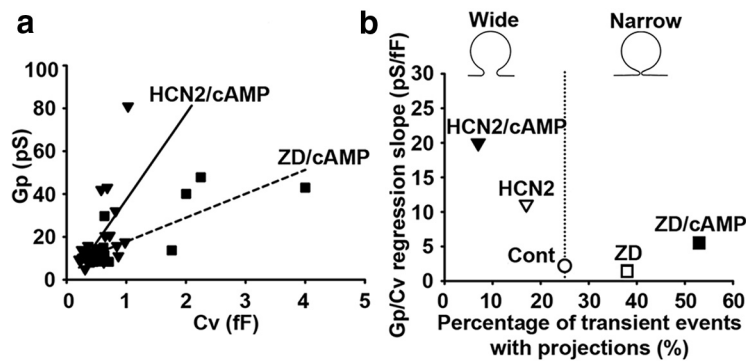 a
100
80
60
40
20
0
Gp (pS)
HCN2/cAMP
ZD/cAMP
0 1 2 3 4 5
Cv (fF)
b
Wide Narrow
30
25
20
15
10
5
0
Gp/Cv regression slope (pS/fF)
HCN2/cAMP
HCN2
Cont
ZD
ZD/cAMP
0 10 20 30 40 50 60
Percentage of transient events
with projections (%)